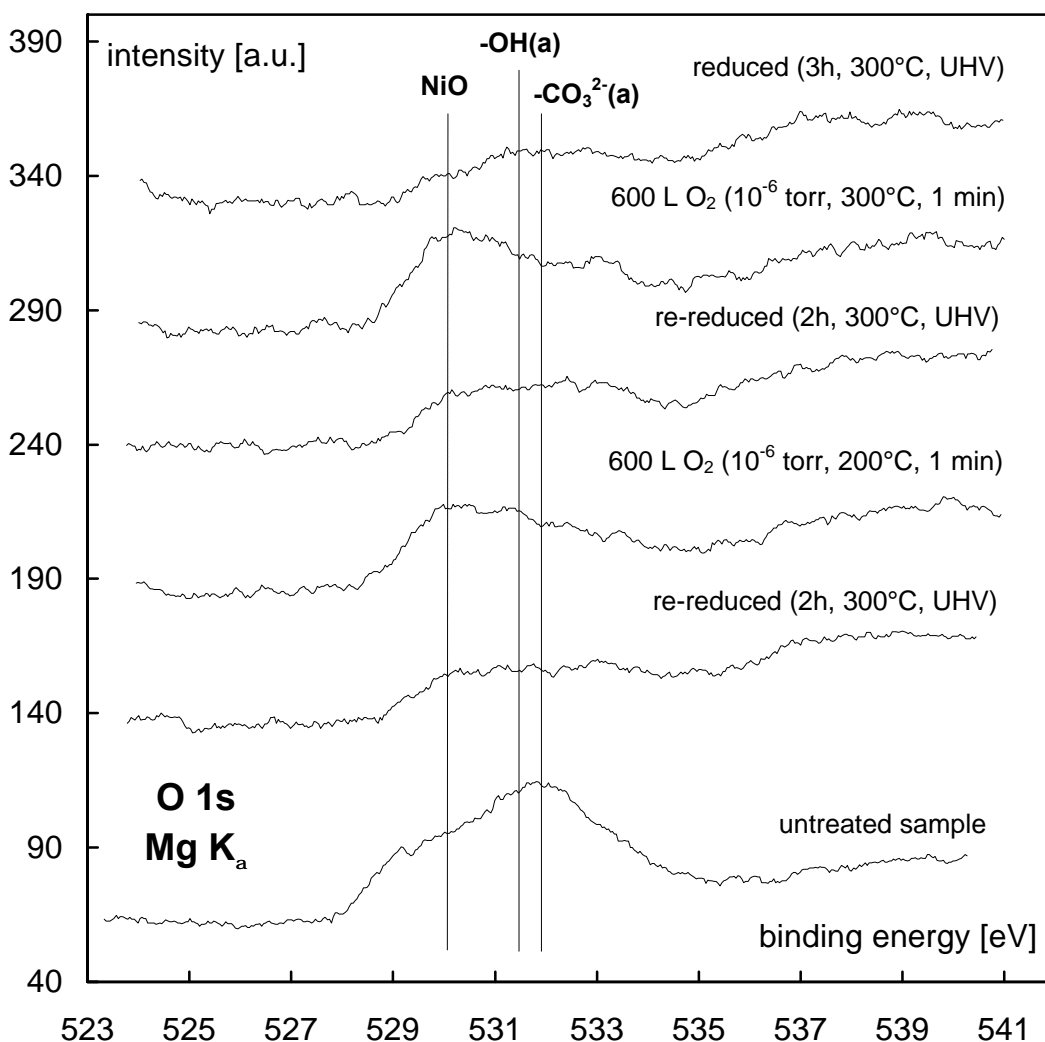 390
intensity [a.u.]
-OH(a)
reduced (3h, 300°C, UHV)
NiO
-CO₃²⁻(a)
340
600 L O₂ (10⁻⁶ torr, 300°C, 1 min)
290
re-reduced (2h, 300°C, UHV)
240
600 L O₂ (10⁻⁶ torr, 200°C, 1 min)
190
re-reduced (2h, 300°C, UHV)
140
O 1s
Mg Kₐ
untreated sample
90
binding energy [eV]
40
523 525 527 529 531 533 535 537 539 541